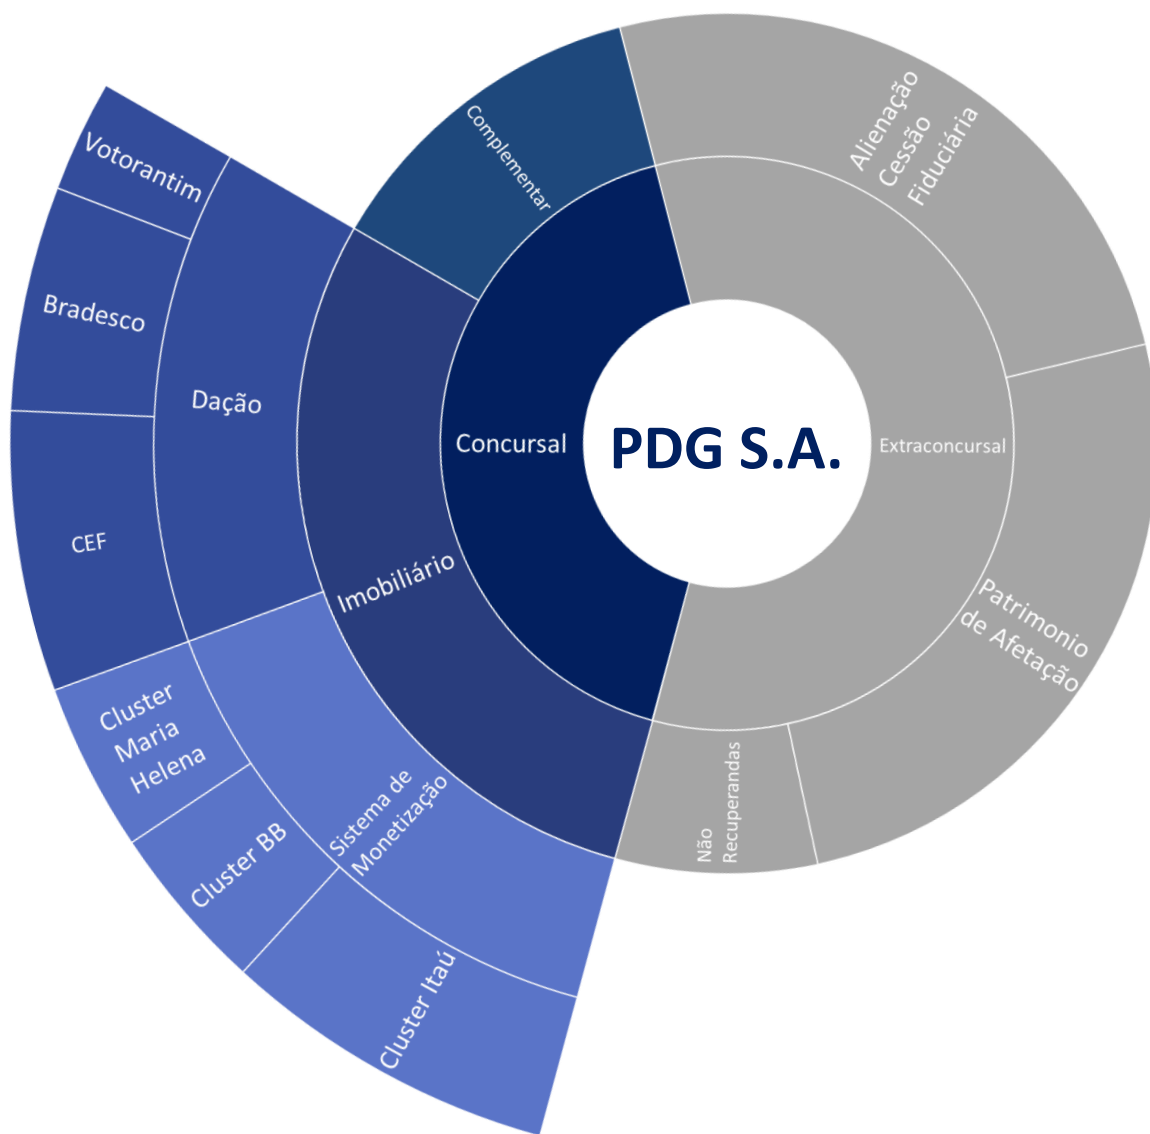 PDG S.A.
Concursal
Complementar
Imobiliário
Dação
Votorantim
Bradesco
CEF
Sistema de
Monetização
Cluster
Maria
Helena
Cluster BB
Cluster Itaú
Extraconcursal
Alienação
Cessão
Fiduciária
Patrimonio
de Afetação
Não
Recuperandas